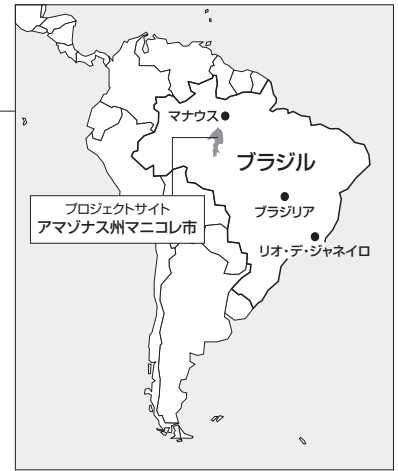 マナウス
ブラジル
プロジェクトサイト
アマゾナス州マニコレ市
ブラジリア
リオ・デ・ジャネイロ